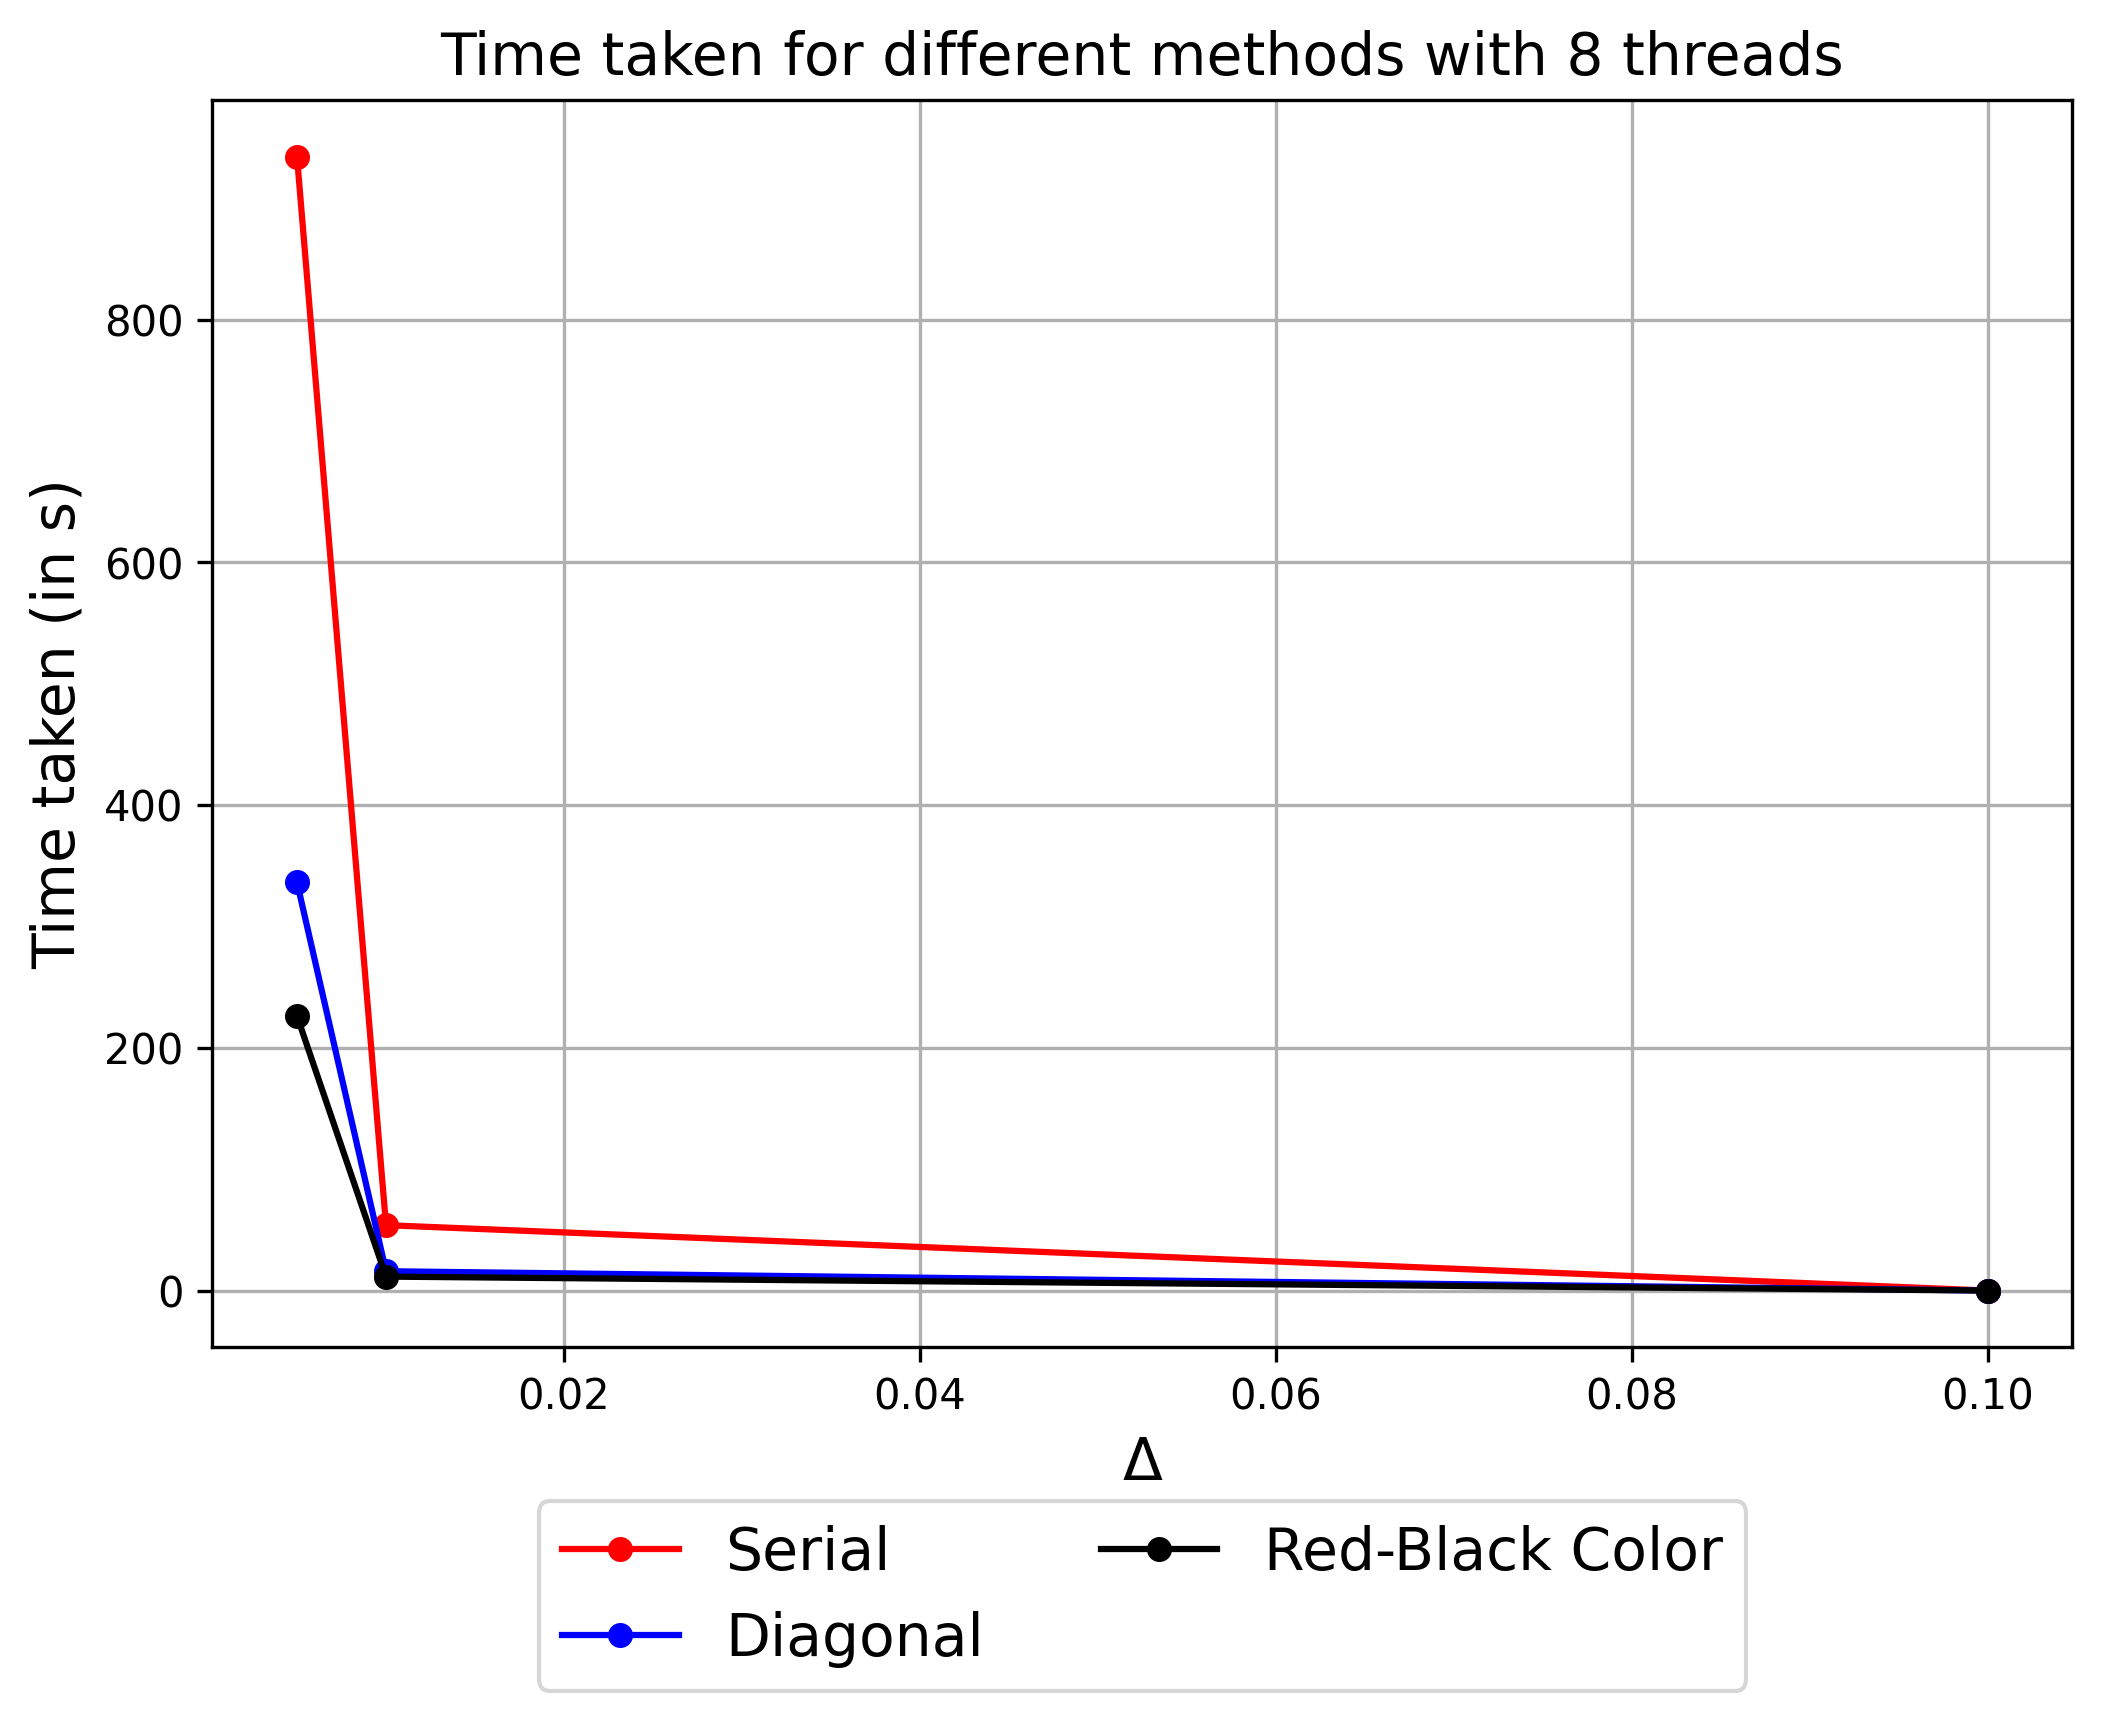 Time taken for different methods with 8 threads
Time taken (in s)
800
600
400
200
0
0.02 0.04 0.06 0.08 0.10
Δ
Serial
Diagonal
Red-Black Color